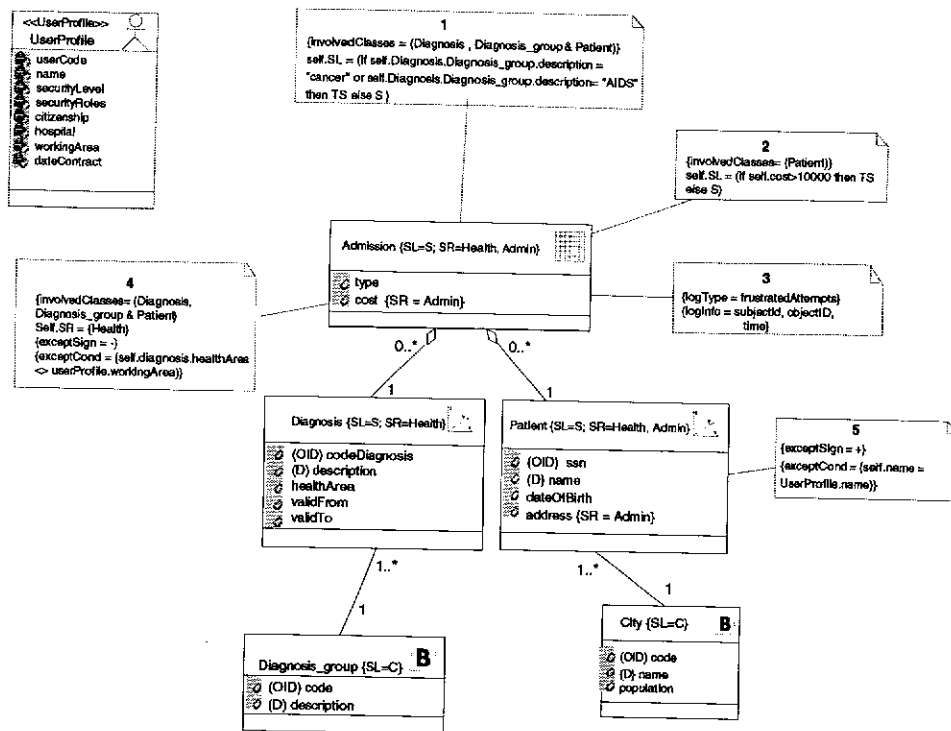 <<UserProfile>>
UserProfile
userCode
name
securityLevel
securityRoles
citizenship
hospital
workingArea
dateContract
1
{involvedClasses = (Diagnosis , Diagnosis_group & Patient)}
self.SL = (If self.Diagnosis.Diagnosis_group.description =
"cancer" or self.Diagnosis.Diagnosis_group.description= "AIDS"
then TS else S )
2
{involvedClasses= (Patient)}
self.SL = (if self.cost>10000 then TS
else S}
Admission {SL=S; SR=Health, Admin}
type
cost {SR = Admin}
3
{logType = frustratedAttempts}
{logInfo = subjectId, objectID,
time}
4
{involvedClasses= (Diagnosis,
Diagnosis_group & Patient}
Self.SR = {Health}
{exceptSign = -}
{exceptCond = (self.diagnosis.healthArea
<> userProfile.workingArea)}
0..*
0..*
1
1
Diagnosis {SL=S; SR=Health}
(OID) codeDiagnosis
(D) description
healthArea
validFrom
validTo
Patient {SL=S; SR=Health, Admin}
(OID) ssn
(D) name
dateOfBirth
address {SR = Admin}
5
{exceptSign = +}
{exceptCond = {self.name =
UserProfile.name)}
1..*
1..*
1
1
Diagnosis_group {SL=C}
B
(OID) code
(D) description
City {SL=C}
B
(OID) code
(D) name
population